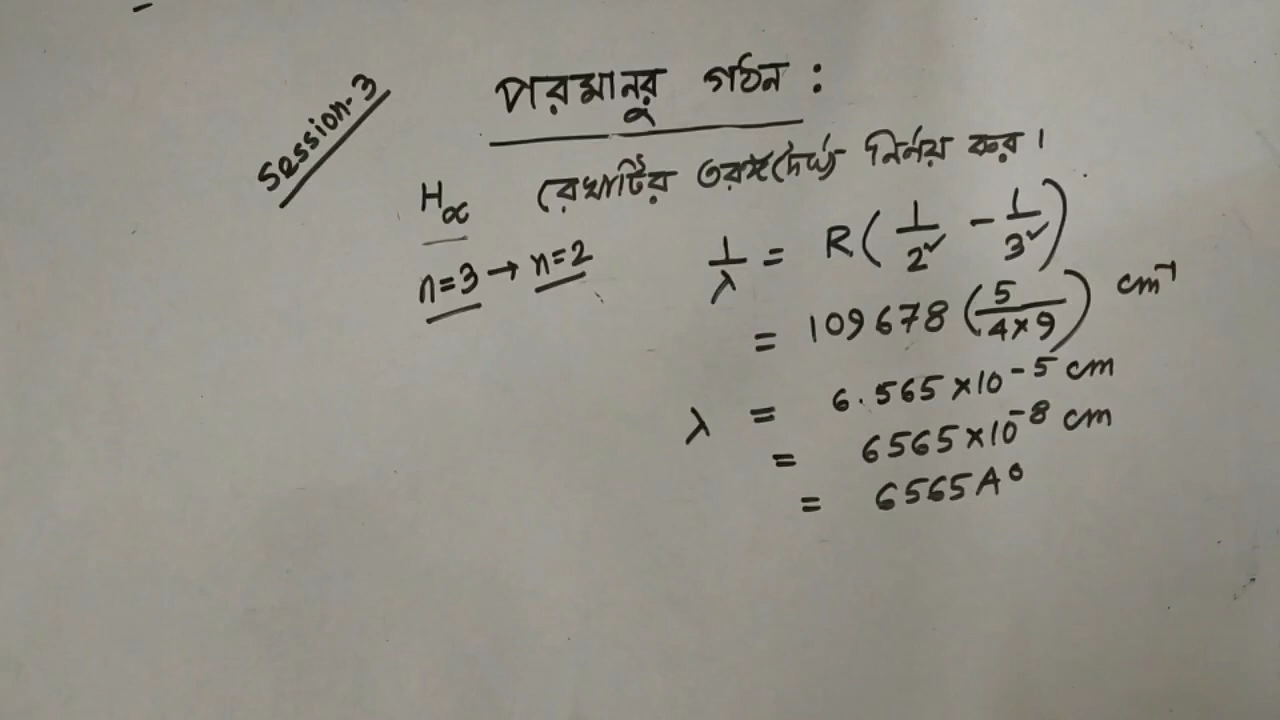 Session-3
পরমানুর গঠন :
Hα রেখাটির তরঙ্গদৈর্ঘ্য নির্নয় কর।
n=3 → n=2
1/λ = R(1/2² − 1/3²)
= 109678 (5/4×9) cm⁻¹
λ = 6.565×10⁻⁵ cm
= 6565×10⁻⁸ cm
= 6565A°